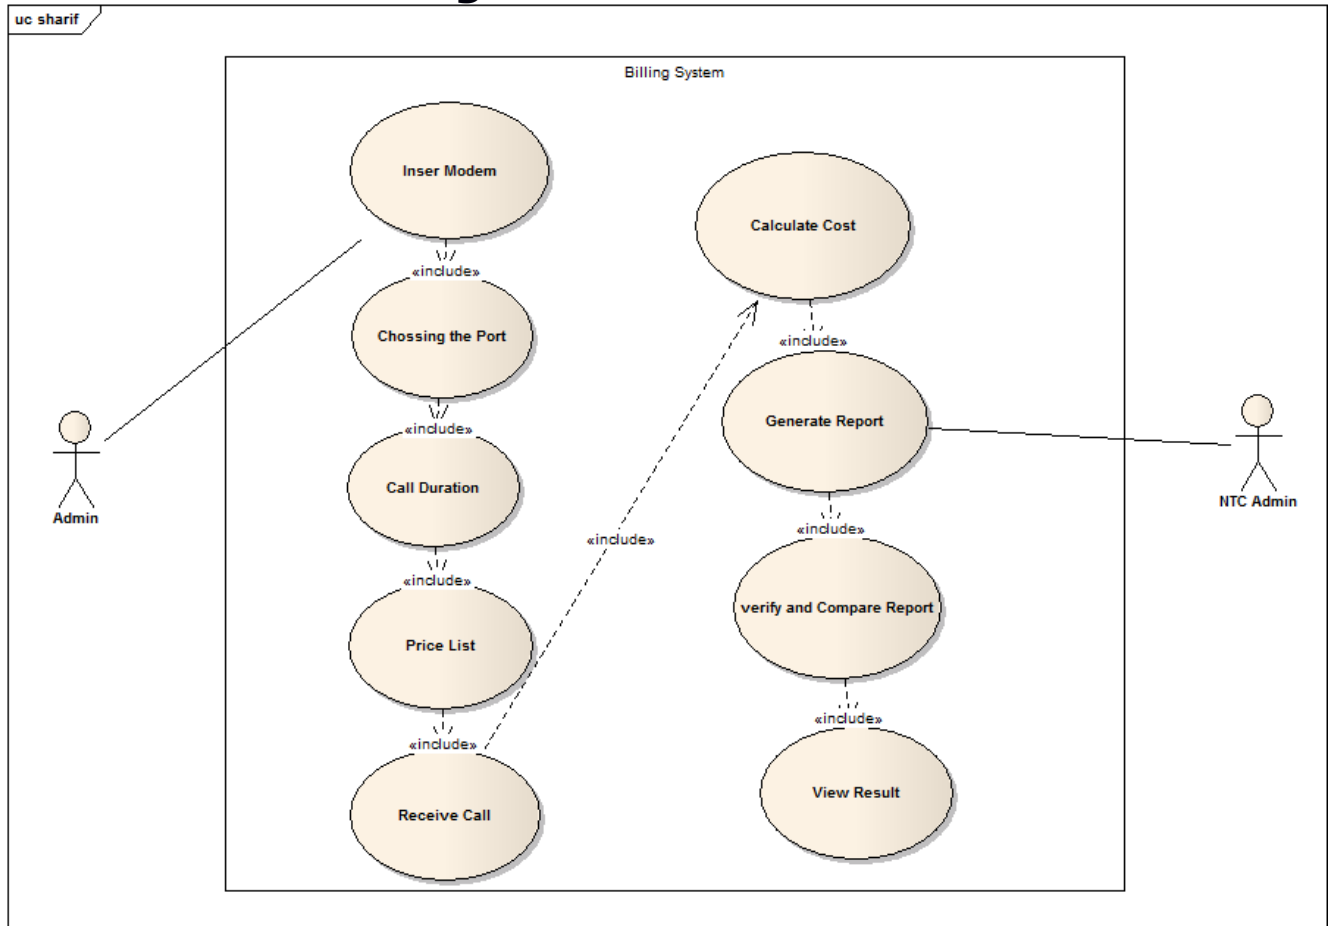 uc sharif
Billing System
Inser Modem
«include»
Chossing the Port
«include»
Call Duration
«include»
Price List
«include»
Receive Call
«include»
Calculate Cost
«include»
Generate Report
«include»
verify and Compare Report
«include»
View Result
Admin
NTC Admin